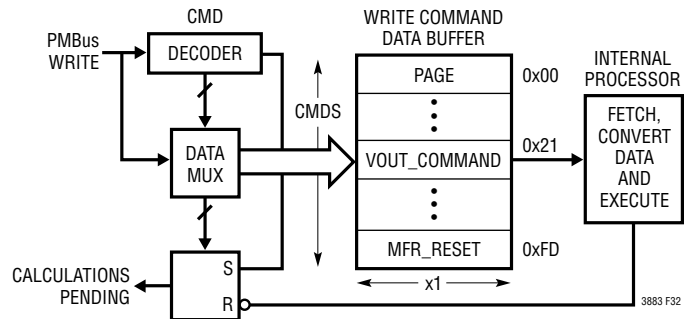 CMD
PMBus
WRITE
DECODER
DATA
MUX
S
R
CALCULATIONS
PENDING
CMDS
WRITE COMMAND
DATA BUFFER
PAGE
0x00
VOUT_COMMAND
0x21
MFR_RESET
0xFD
x1
INTERNAL
PROCESSOR
FETCH,
CONVERT
DATA
AND
EXECUTE
3883 F32